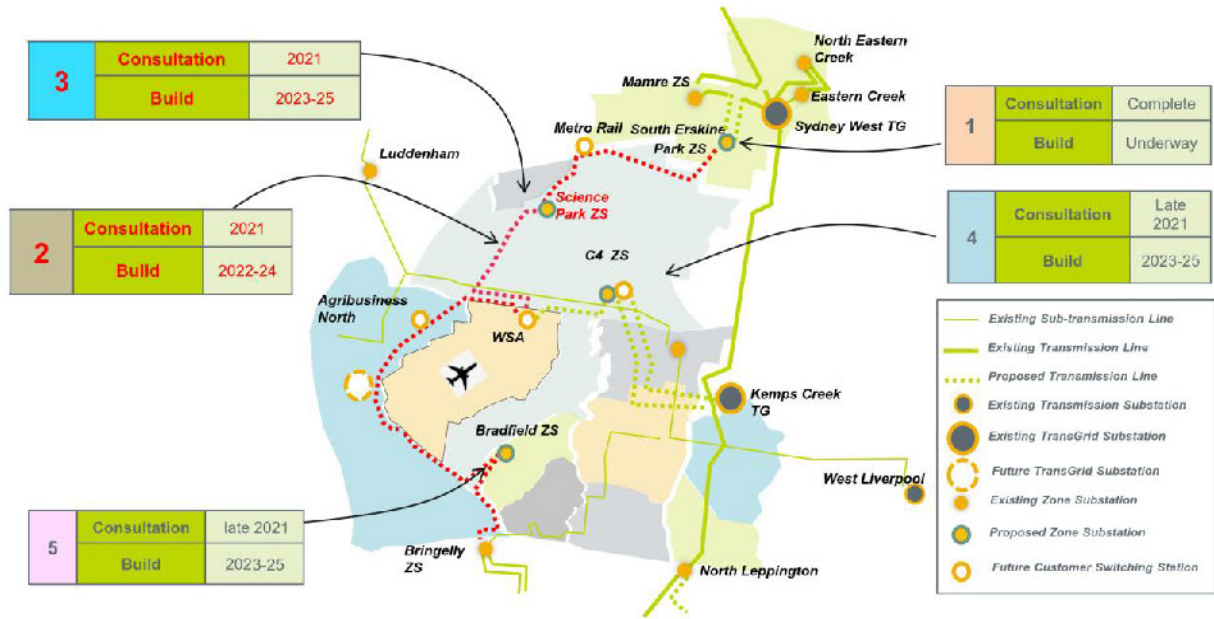 3
Consultation 2021
Build 2023-25
2
Consultation 2021
Build 2022-24
5
Consultation late 2021
Build 2023-25
1
Consultation Complete
Build Underway
4
Consultation Late
2021
Build 2023-25
North Eastern
Creek
Mamre ZS
Eastern Creek
Sydney West TG
Metro Rail
South Erskine
Park ZS
Luddenham
Science
Park ZS
C4 ZS
Agribusiness
North
WSA
Kemps Creek
TG
Bradfield ZS
West Liverpool
Bringelly
ZS
North Leppington
Existing Sub-transmission Line
Existing Transmission Line
Proposed Transmission Line
Existing Transmission Substation
Existing TransGrid Substation
Future TransGrid Substation
Existing Zone Substation
Proposed Zone Substation
Future Customer Switching Station